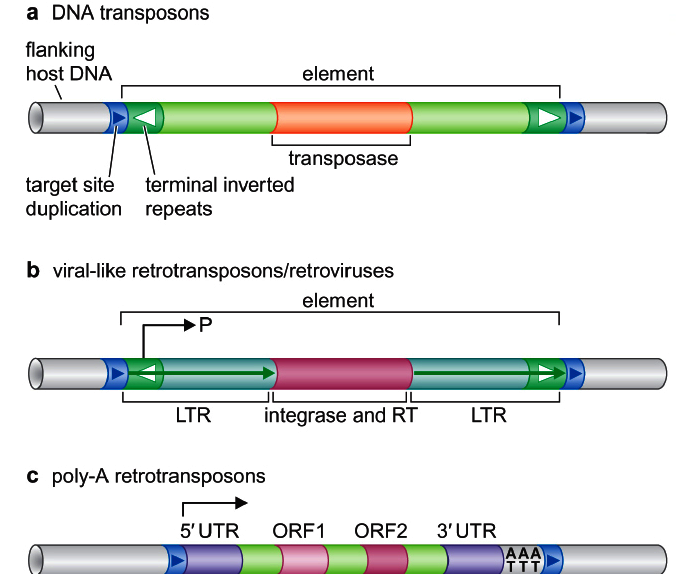 a DNA transposons
flanking
host DNA
element
transposase
target site
duplication
terminal inverted
repeats
b viral-like retrotransposons/retroviruses
element
P
LTR
integrase and RT
LTR
c poly-A retrotransposons
5′ UTR
ORF1
ORF2
3′ UTR
AAA
TTT